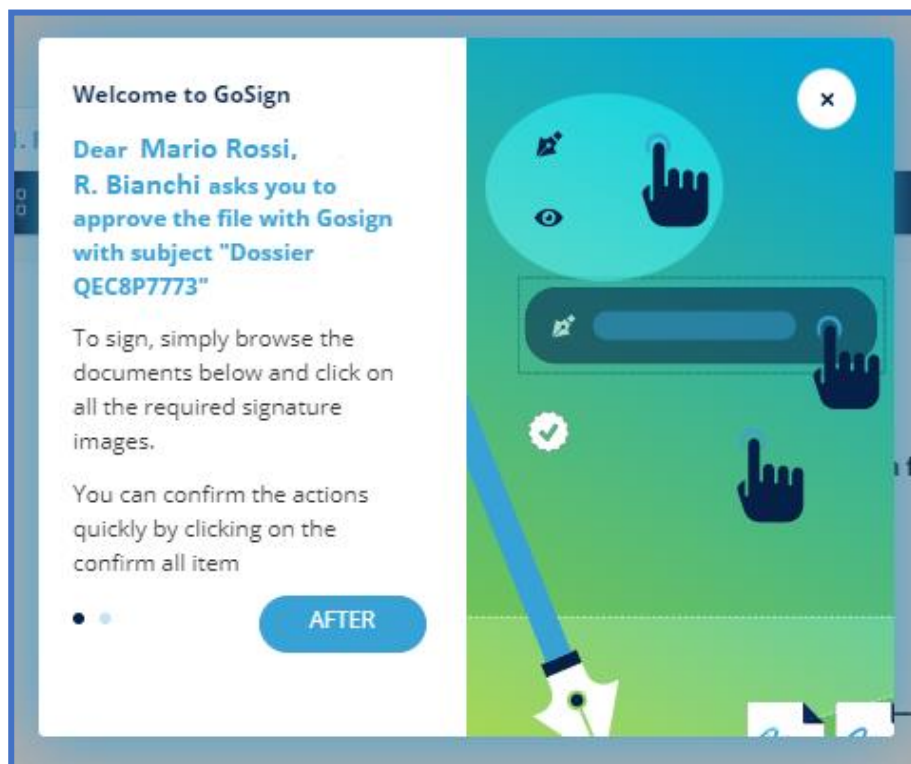 Welcome to GoSign
Dear Mario Rossi,
R. Bianchi asks you to
approve the file with Gosign
with subject "Dossier
QEC8P7773"
To sign, simply browse the
documents below and click on
all the required signature
images.
You can confirm the actions
quickly by clicking on the
confirm all item
AFTER